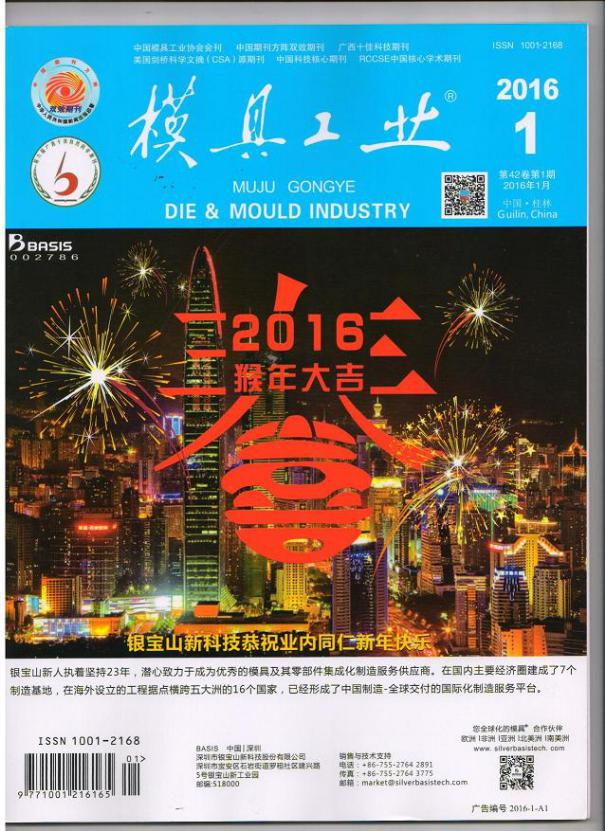 中国模具工业协会会刊 中国期刊方阵双效期刊 广西十佳科技期刊
美国剑桥科学文摘（CSA）源期刊 中国科技核心期刊 RCCSE中国核心学术期刊
ISSN 1001-2168
双效期刊
模具工业®
2016
1
第42卷第1期
2016年1月
中国·桂林
Guilin, China
MUJU GONGYE
DIE & MOULD INDUSTRY
BASIS
002786
2016
猴年大吉
银宝山新科技恭祝业内同仁新年快乐
银宝山新人执着坚持23年，潜心致力于成为优秀的模具及其零部件集成化制造服务供应商。在国内主要经济圈建成了7个
制造基地，在海外设立的工程据点横跨五大洲的16个国家，已经形成了中国制造-全球交付的国际化制造服务平台。
ISSN 1001-2168
01>
9 771001 216165
BASIS 中国|深圳
深圳市银宝山新科技股份有限公司
深圳市宝安区石岩街道罗租社区建兴路
5号银宝山新工业园
邮编:518000
销售与技术支持
电话：+86-755-2764 2891
传真：+86-755-2764 3775
邮箱：market@silverbasistech.com
您全球化的模具+ 合作伙伴
欧洲 |非洲 |亚洲 |北美洲 |南美洲
www. silverbasistech. com
广告编号 2016-1-A1